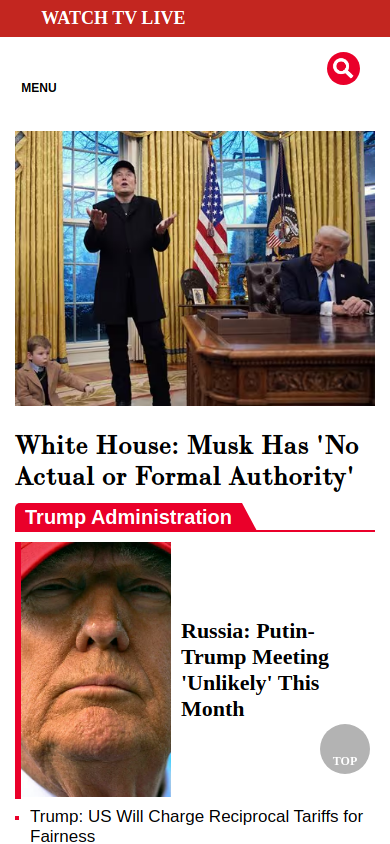 WATCH TV LIVE
MENU
White House: Musk Has 'No
Actual or Formal Authority'
Trump Administration
Russia: Putin-
Trump Meeting
'Unlikely' This
Month
TOP
Trump: US Will Charge Reciprocal Tariffs for
Fairness